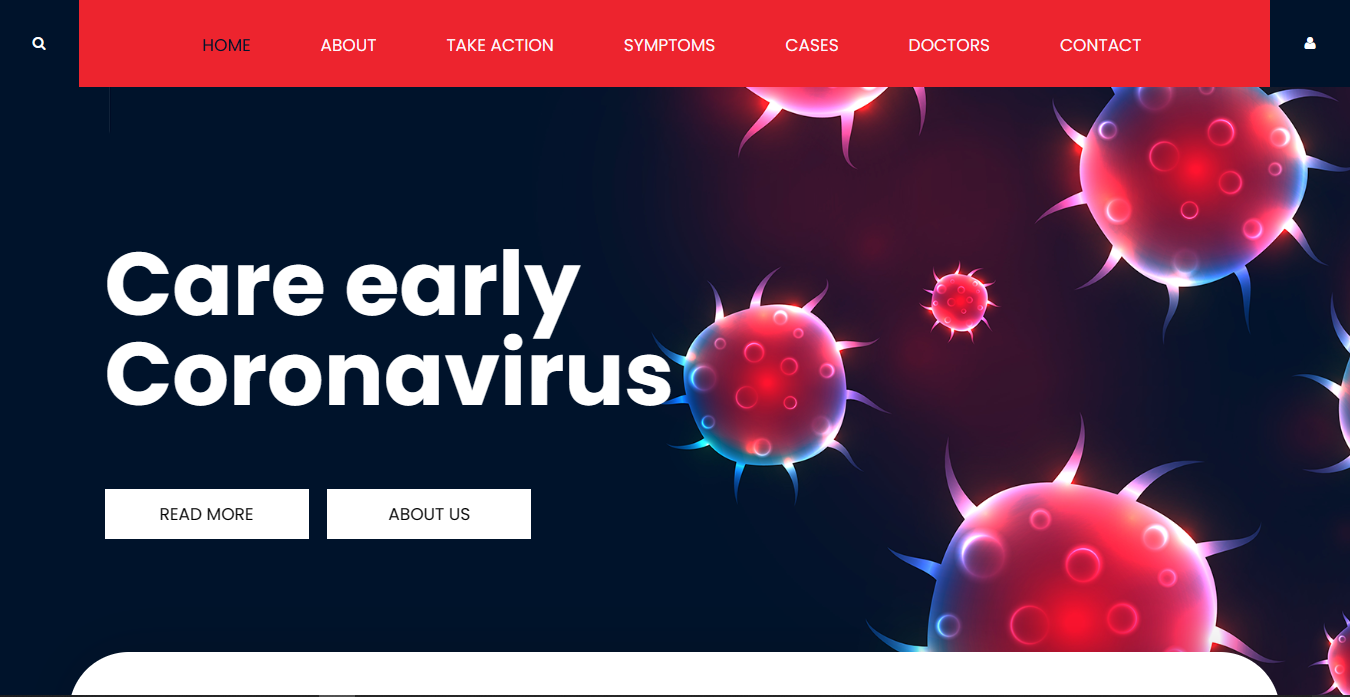 HOME ABOUT TAKE ACTION SYMPTOMS CASES DOCTORS CONTACT
Care early
Coronavirus
READ MORE ABOUT US